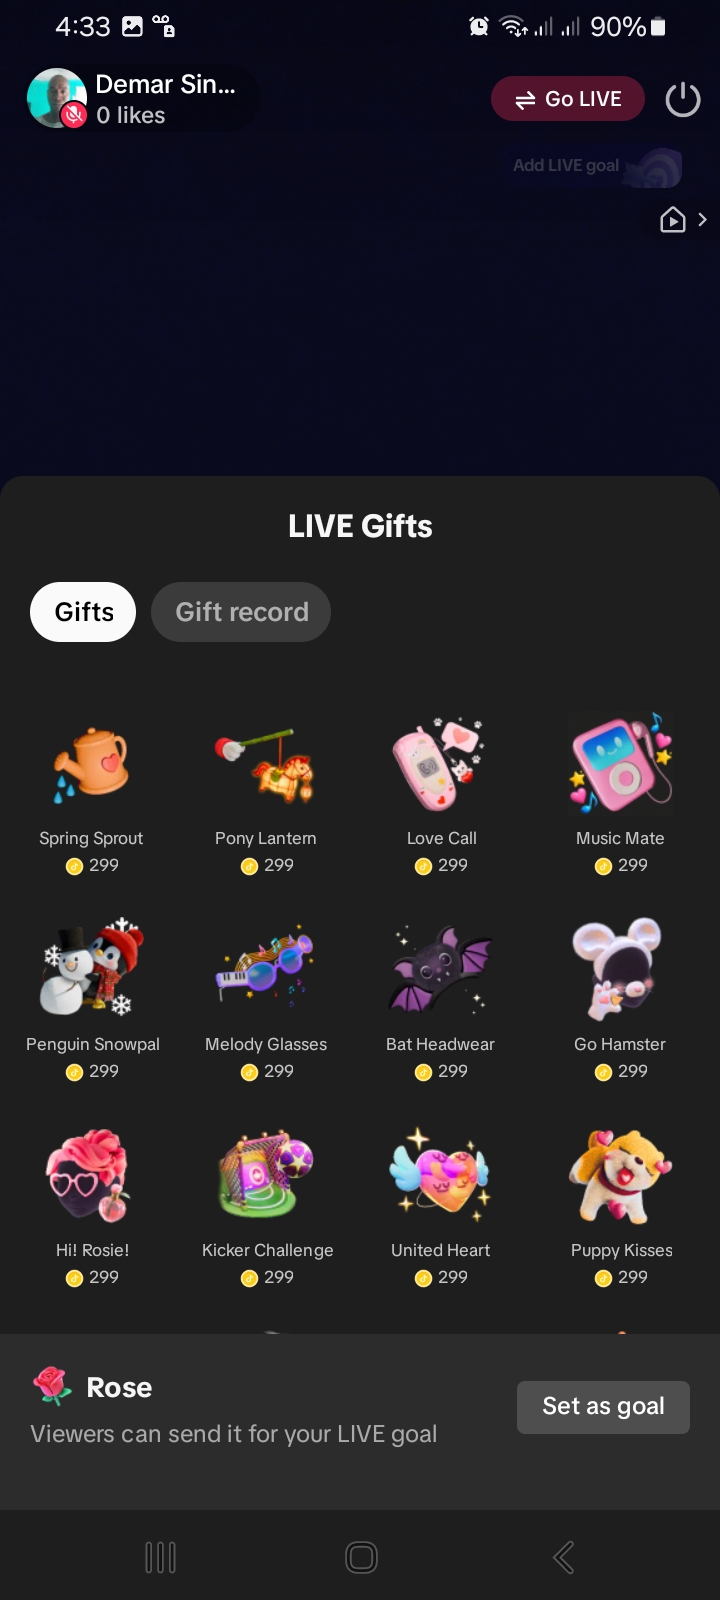 4:33
90%
Demar Sin...
0 likes
Go LIVE
Add LIVE goal
LIVE Gifts
Gifts
Gift record
Spring Sprout
Pony Lantern
Love Call
Music Mate
299
299
299
299
Penguin Snowpal
Melody Glasses
Bat Headwear
Go Hamster
299
299
299
299
Hi! Rosie!
Kicker Challenge
United Heart
Puppy Kisses
299
299
299
299
Rose
Set as goal
Viewers can send it for your LIVE goal